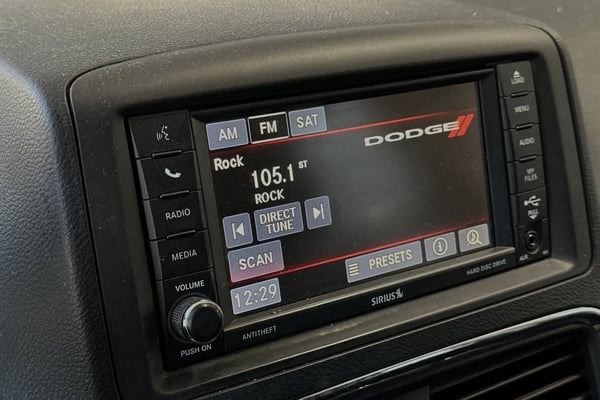 AM FM SAT
DODGE
Rock
105.1 ST
ROCK
DIRECT
TUNE
SCAN
PRESETS
12:29
RADIO
MEDIA
VOLUME
PUSH ON
ANTITHEFT
SIRIUS
HARD DISC DRIVE
LOAD
MENU
AUDIO
MY
FILES
PULL
AUX